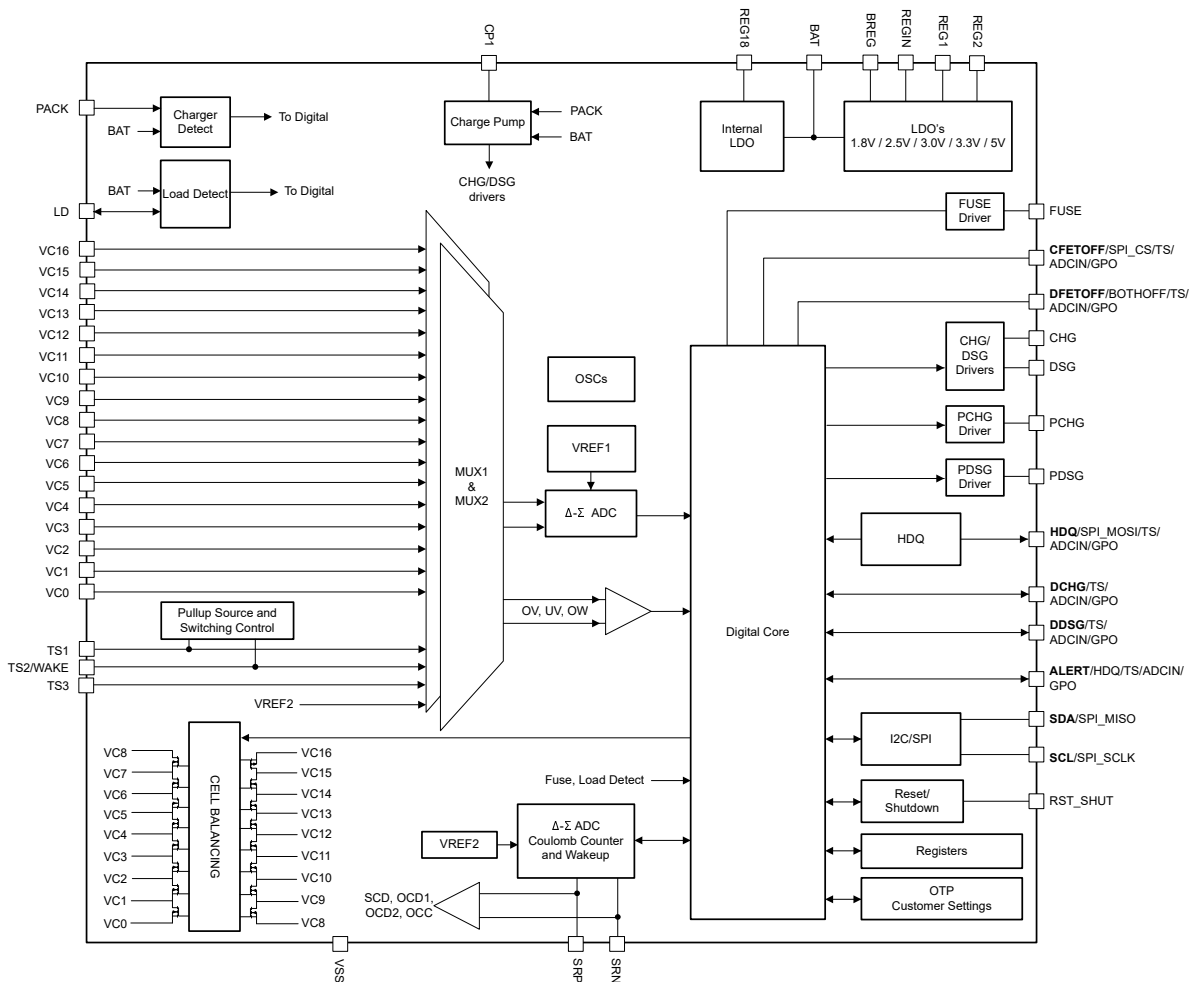 CP1
REG18
BAT
BREG
REGIN
REG1
REG2
PACK
BAT
Charger
Detect
To Digital
Charge Pump
PACK
BAT
CHG/DSG
drivers
Internal
LDO
LDO's
1.8V / 2.5V / 3.0V / 3.3V / 5V
BAT
LD
Load Detect
To Digital
FUSE
Driver
FUSE
VC16
VC15
VC14
VC13
VC12
VC11
VC10
VC9
VC8
VC7
VC6
VC5
VC4
VC3
VC2
VC1
VC0
Pullup Source and
Switching Control
TS1
TS2/WAKE
TS3
VREF2
MUX1
&
MUX2
OSCs
VREF1
Δ-Σ ADC
OV, UV, OW
Digital Core
CFETOFF/SPI_CS/TS/
ADCIN/GPO
DFETOFF/BOTHOFF/TS/
ADCIN/GPO
CHG/
DSG
Drivers
CHG
DSG
PCHG
Driver
PCHG
PDSG
Driver
PDSG
HDQ
HDQ/SPI_MOSI/TS/
ADCIN/GPO
DCHG/TS/
ADCIN/GPO
DDSG/TS/
ADCIN/GPO
ALERT/HDQ/TS/ADCIN/
GPO
I2C/SPI
SDA/SPI_MISO
SCL/SPI_SCLK
Reset/
Shutdown
RST_SHUT
Registers
OTP
Customer Settings
VC8
VC7
VC6
VC5
VC4
VC3
VC2
VC1
VC0
CELL BALANCING
VC16
VC15
VC14
VC13
VC12
VC11
VC10
VC9
VC8
Fuse, Load Detect
VREF2
Δ-Σ ADC
Coulomb Counter
and Wakeup
SCD, OCD1,
OCD2, OCC
VSS
SRP
SRN